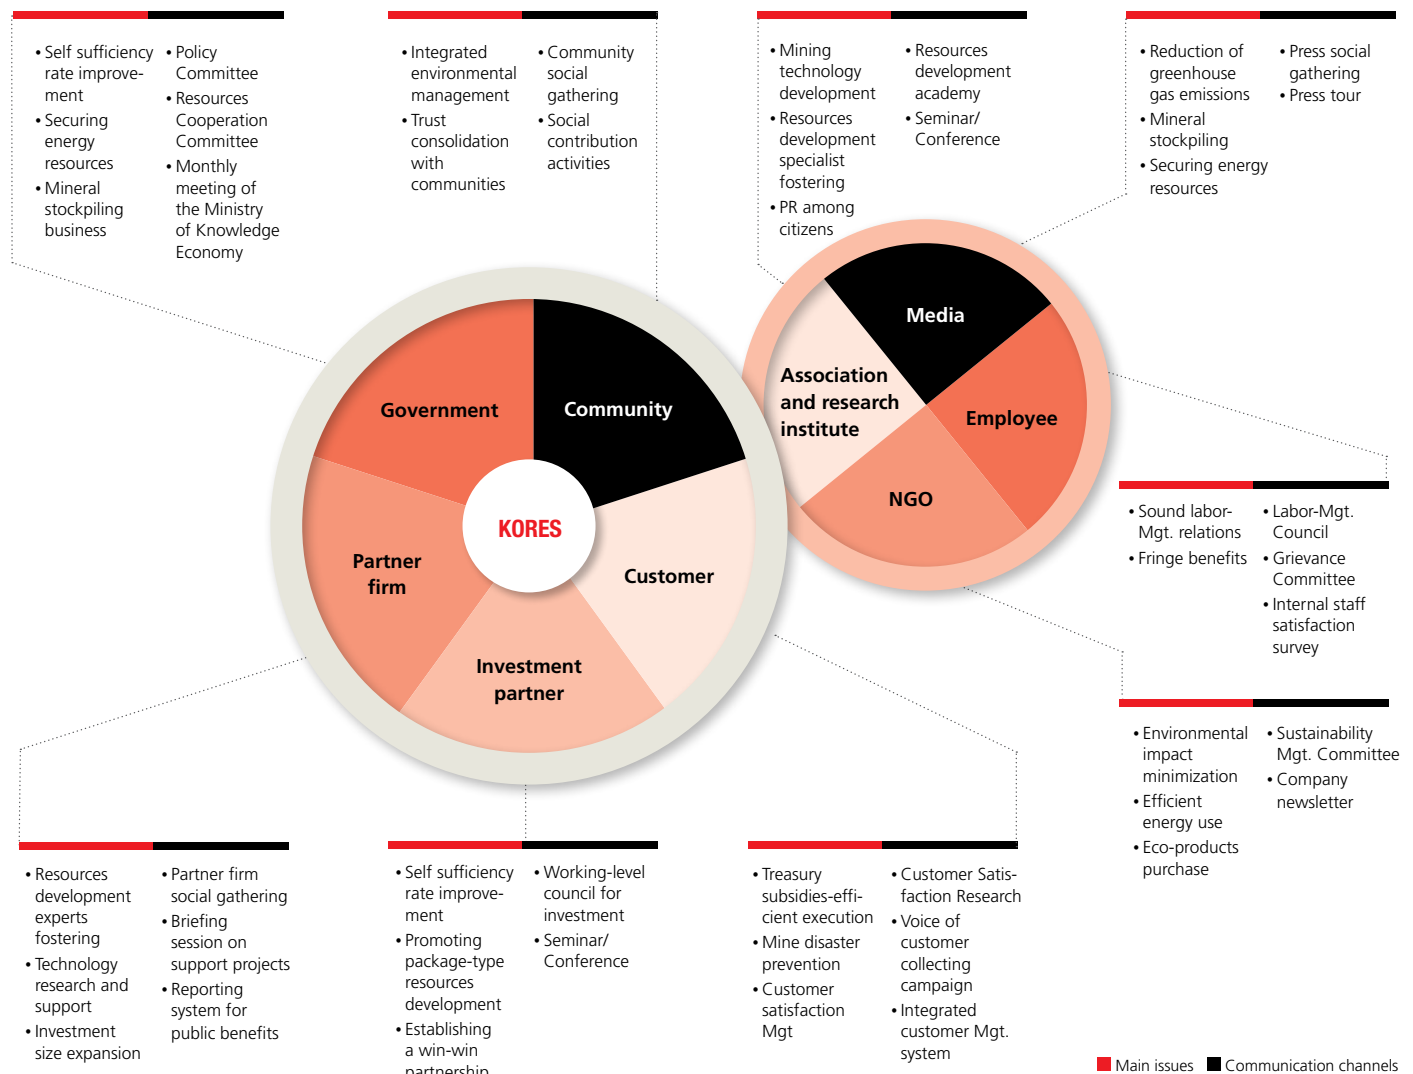 • Self sufficiency
rate improve-
ment
• Securing
energy
resources
• Mineral
stockpiling
business
• Policy
Committee
• Resources
Cooperation
Committee
• Monthly
meeting of
the Ministry
of Knowledge
Economy
• Integrated
environmental
management
• Trust
consolidation
with
communities
• Community
social
gathering
• Social
contribution
activities
• Mining
technology
development
• Resources
development
specialist
fostering
• PR among
citizens
• Resources
development
academy
• Seminar/
Conference
• Reduction of
greenhouse
gas emissions
• Mineral
stockpiling
• Securing energy
resources
• Press social
gathering
• Press tour
Government
Community
Customer
Investment
partner
Partner
firm
KORES
Media
Employee
NGO
Association
and research
institute
• Sound labor-
Mgt. relations
• Fringe benefits
• Labor-Mgt.
Council
• Grievance
Committee
• Internal staff
satisfaction
survey
• Environmental
impact
minimization
• Efficient
energy use
• Eco-products
purchase
• Sustainability
Mgt. Committee
• Company
newsletter
• Resources
development
experts
fostering
• Technology
research and
support
• Investment
size expansion
• Partner firm
social gathering
• Briefing
session on
support projects
• Reporting
system for
public benefits
• Self sufficiency
rate improve-
ment
• Promoting
package-type
resources
development
• Establishing
a win-win
partnership
• Working-level
council for
investment
• Seminar/
Conference
• Treasury
subsidies-effi-
cient execution
• Mine disaster
prevention
• Customer
satisfaction
Mgt
• Customer Satis-
faction Research
• Voice of
customer
collecting
campaign
• Integrated
customer Mgt.
system
Main issues
Communication channels